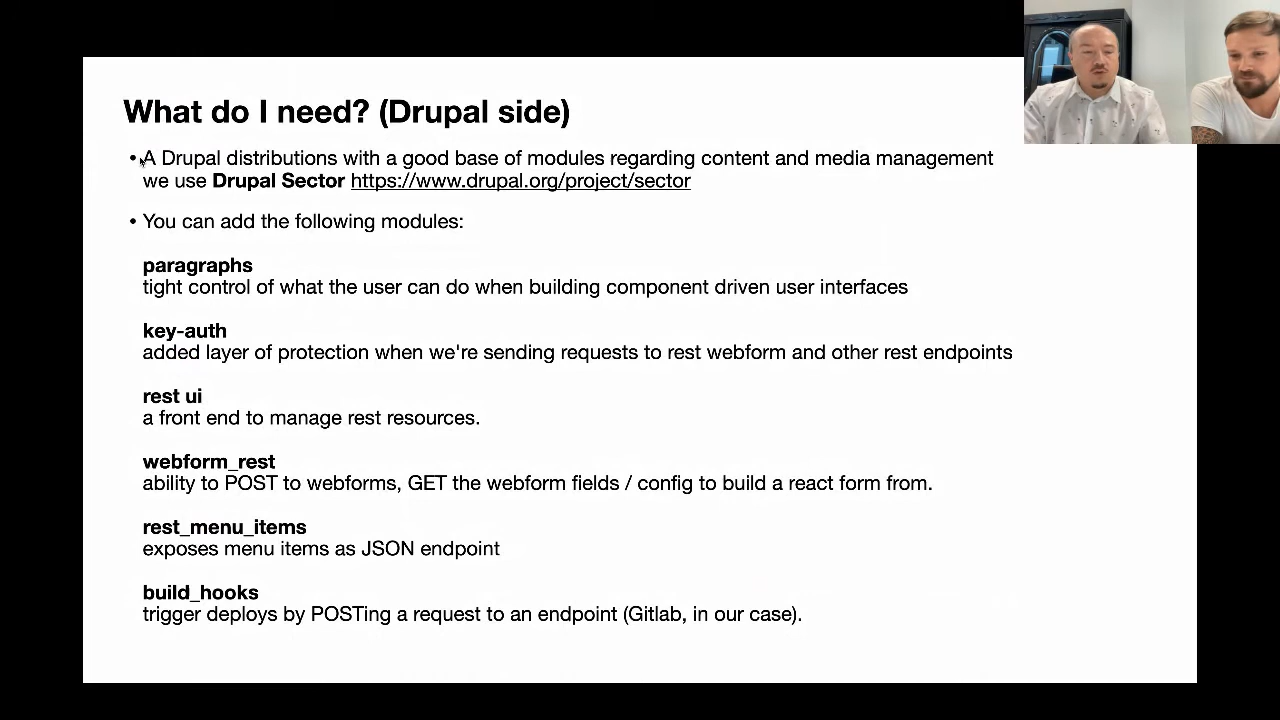 What do I need? (Drupal side)
• A Drupal distributions with a good base of modules regarding content and media management
we use Drupal Sector https://www.drupal.org/project/sector
• You can add the following modules:
paragraphs
tight control of what the user can do when building component driven user interfaces
key-auth
added layer of protection when we're sending requests to rest webform and other rest endpoints
rest ui
a front end to manage rest resources.
webform_rest
ability to POST to webforms, GET the webform fields / config to build a react form from.
rest_menu_items
exposes menu items as JSON endpoint
build_hooks
trigger deploys by POSTing a request to an endpoint (Gitlab, in our case).